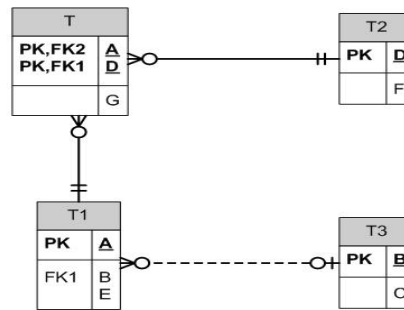 T
PK,FK2 A
PK,FK1 D
G
T2
PK D
F
T1
PK A
FK1 B
E
T3
PK B
C